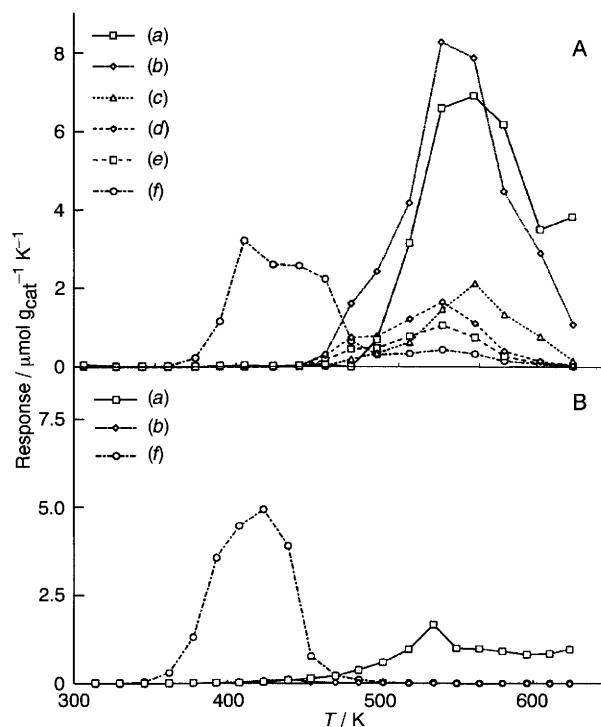 A
8
6
4
2
0
(a)
(b)
(c)
(d)
(e)
(f)
Response / μmol g_cat⁻¹ K⁻¹
B
7.5
5.0
2.5
0
(a)
(b)
(f)
300
400
500
600
T / K